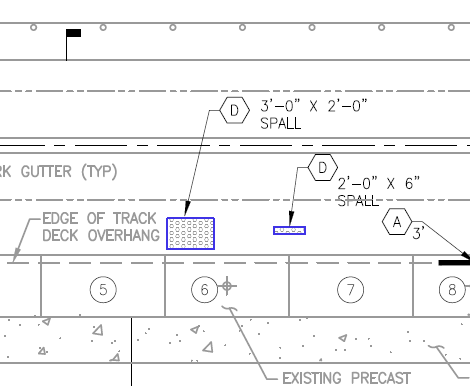 D
3'-0" X 2'-0"
SPALL
D
2'-0" X 6"
SPALL
RK GUTTER (TYP)
A
3'
EDGE OF TRACK
DECK OVERHANG
5
6
7
8
EXISTING PRECAST